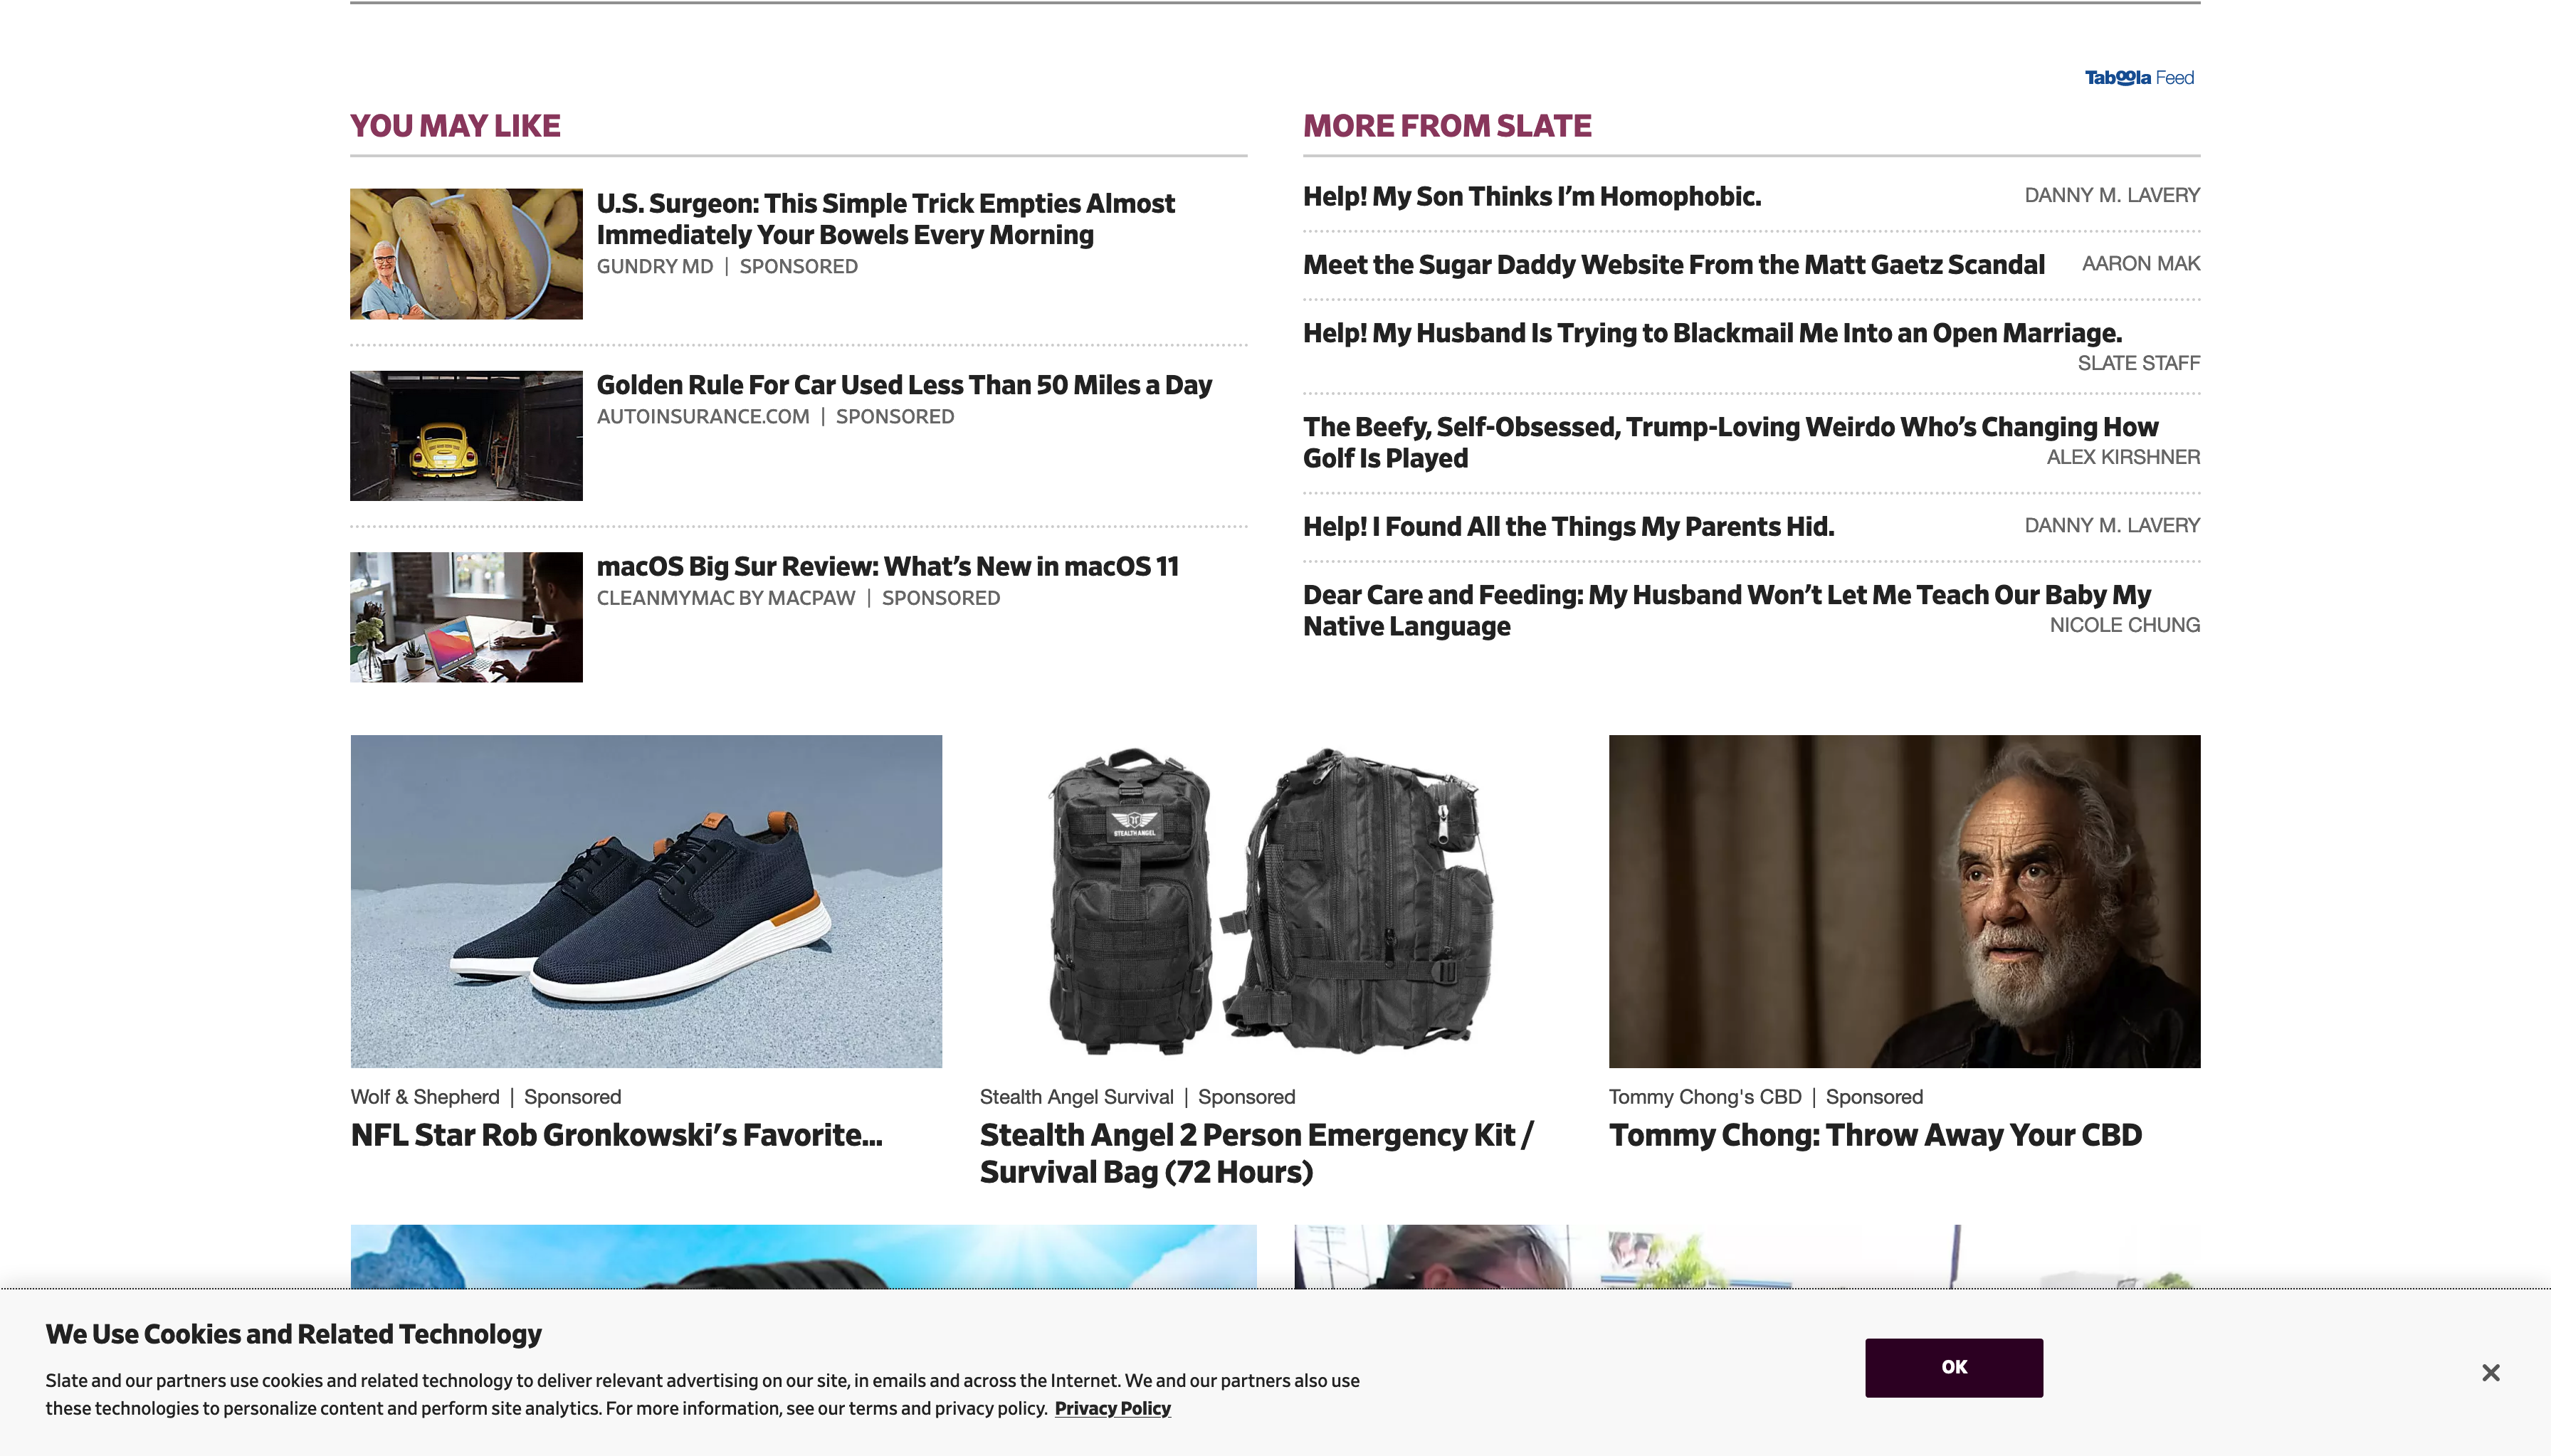 Taboola Feed
YOU MAY LIKE
U.S. Surgeon: This Simple Trick Empties Almost
Immediately Your Bowels Every Morning
GUNDRY MD | SPONSORED
Golden Rule For Car Used Less Than 50 Miles a Day
AUTOINSURANCE.COM | SPONSORED
macOS Big Sur Review: What’s New in macOS 11
CLEANMYMAC BY MACPAW | SPONSORED
MORE FROM SLATE
Help! My Son Thinks I’m Homophobic. DANNY M. LAVERY
Meet the Sugar Daddy Website From the Matt Gaetz Scandal AARON MAK
Help! My Husband Is Trying to Blackmail Me Into an Open Marriage.
SLATE STAFF
The Beefy, Self-Obsessed, Trump-Loving Weirdo Who’s Changing How
Golf Is Played ALEX KIRSHNER
Help! I Found All the Things My Parents Hid. DANNY M. LAVERY
Dear Care and Feeding: My Husband Won’t Let Me Teach Our Baby My
Native Language NICOLE CHUNG
STEALTH ANGEL
Wolf & Shepherd | Sponsored
NFL Star Rob Gronkowski’s Favorite...
Stealth Angel Survival | Sponsored
Stealth Angel 2 Person Emergency Kit /
Survival Bag (72 Hours)
Tommy Chong's CBD | Sponsored
Tommy Chong: Throw Away Your CBD
We Use Cookies and Related Technology
Slate and our partners use cookies and related technology to deliver relevant advertising on our site, in emails and across the Internet. We and our partners also use
these technologies to personalize content and perform site analytics. For more information, see our terms and privacy policy. Privacy Policy
OK